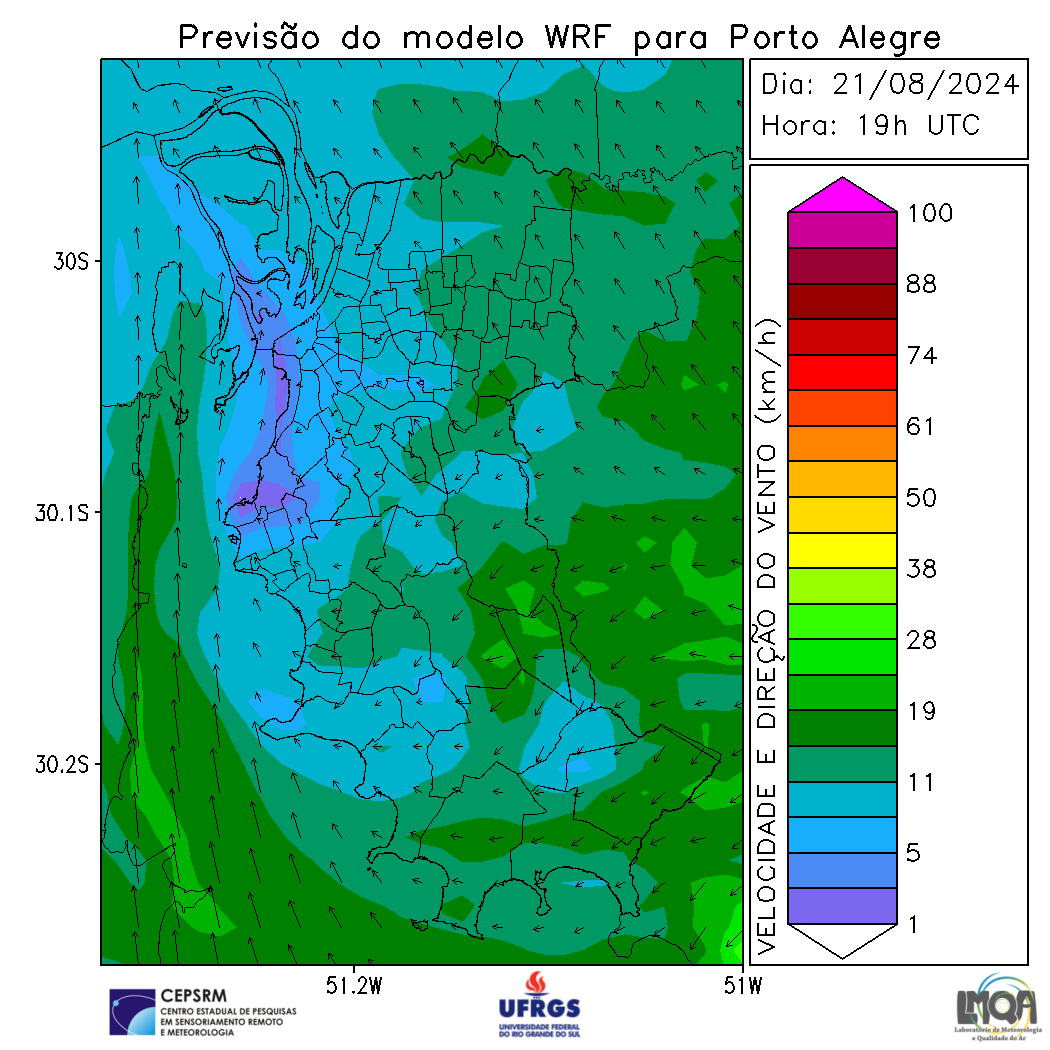 Previsão do modelo WRF para Porto Alegre
Dia: 21/08/2024
Hora: 19h UTC
30S
30.1S
30.2S
51.2W
51W
VELOCIDADE E DIREÇÃO DO VENTO (km/h)
100
88
74
61
50
38
28
19
11
5
1
CEPSRM
CENTRO ESTADUAL DE PESQUISAS
EM SENSORIAMENTO REMOTO
E METEOROLOGIA
UFRGS
UNIVERSIDADE FEDERAL
DO RIO GRANDE DO SUL
LMQA
Laboratório de Meteorologia
e Qualidade do Ar